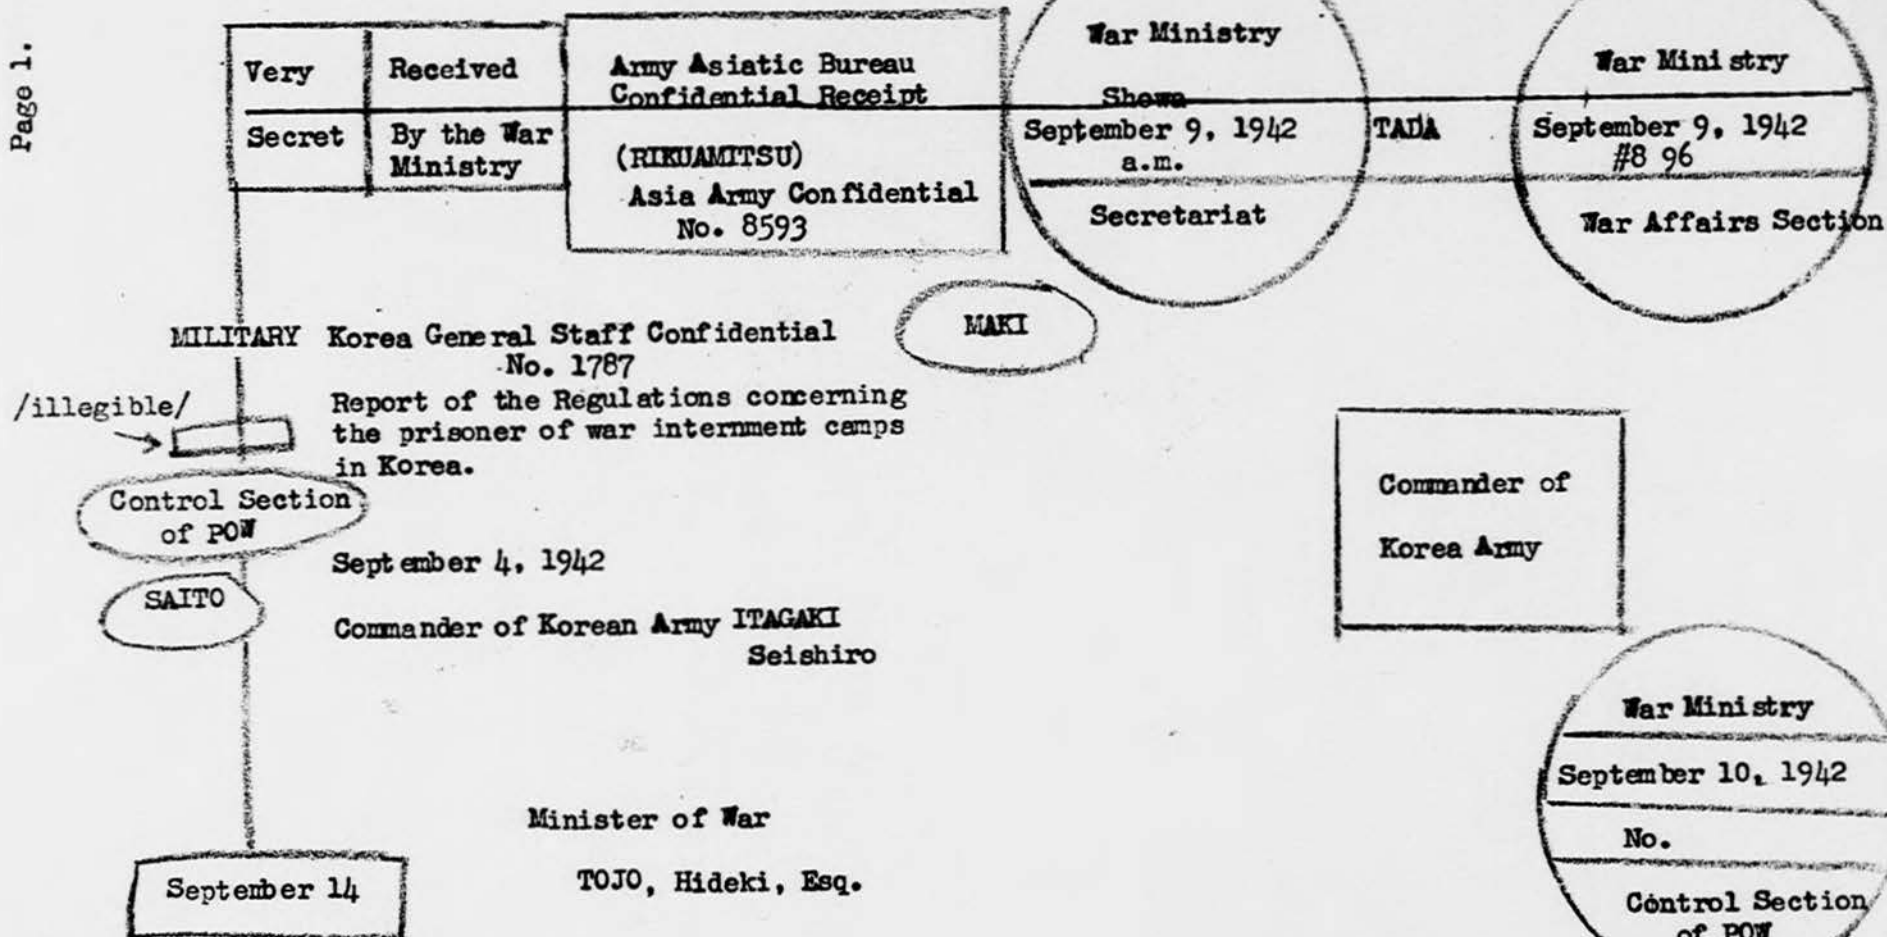 Page 1.
Very
Secret
Received
By the War
Ministry
Army Asiatic Bureau
Confidential Receipt
(RIKUAMITSU)
Asia Army Confidential
No. 8593
War Ministry
Showa
September 9, 1942
a.m.
Secretariat
TADA
War Ministry
September 9, 1942
#8 96
War Affairs Section
MAKI
MILITARY
Korea General Staff Confidential
No. 1787
/illegible/
Report of the Regulations concerning
the prisoner of war internment camps
in Korea.
Control Section
of POW
SAITO
September 4, 1942
Commander of Korean Army ITAGAKI
Seishiro
Commander of
Korea Army
War Ministry
September 10, 1942
No.
Control Section
of POW
Minister of War
TOJO, Hideki, Esq.
September 14